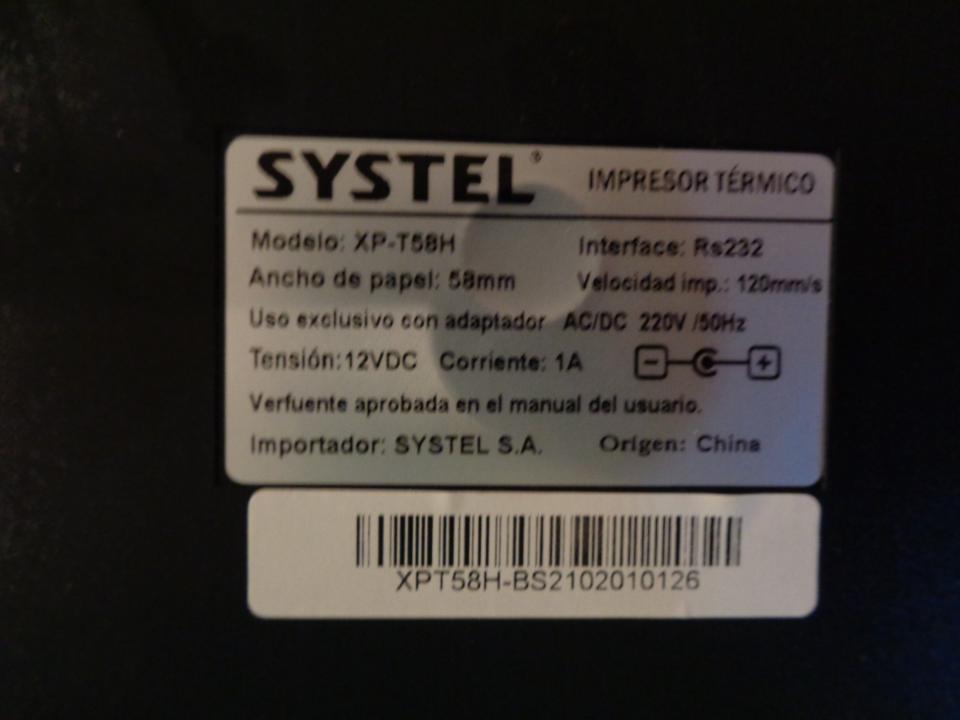 SYSTEL® IMPRESOR TÉRMICO
Modelo: XP-T58H Interface: Rs232
Ancho de papel: 58mm Velocidad imp.: 120mm/s
Uso exclusivo con adaptador AC/DC 220V /50Hz
Tensión:12VDC Corriente: 1A
Verfuente aprobada en el manual del usuario.
Importador: SYSTEL S.A. Origen: China
XPT58H-BS2102010126